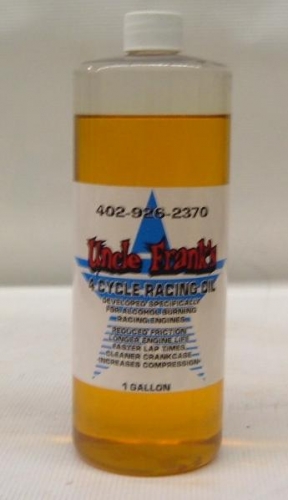 402-926-2370
Uncle Frank's
4 CYCLE RACING OIL
DEVELOPED SPECIFICALLY
FOR ALCOHOL BURNING
RACING ENGINES
REDUCED FRICTION
LONGER ENGINE LIFE
FASTER LAP TIMES
CLEANER CRANKCASE
INCREASES COMPRESSION
1 GALLON